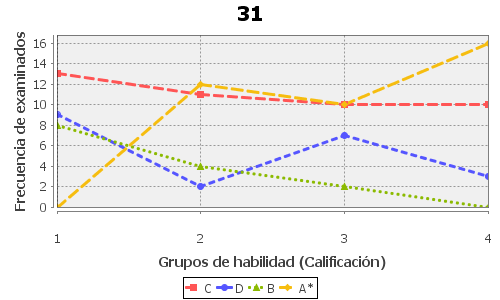 31
Frecuencia de examinados
16
14
12
10
8
6
4
2
0
1 2 3 4
Grupos de habilidad (Calificación)
C D B A*